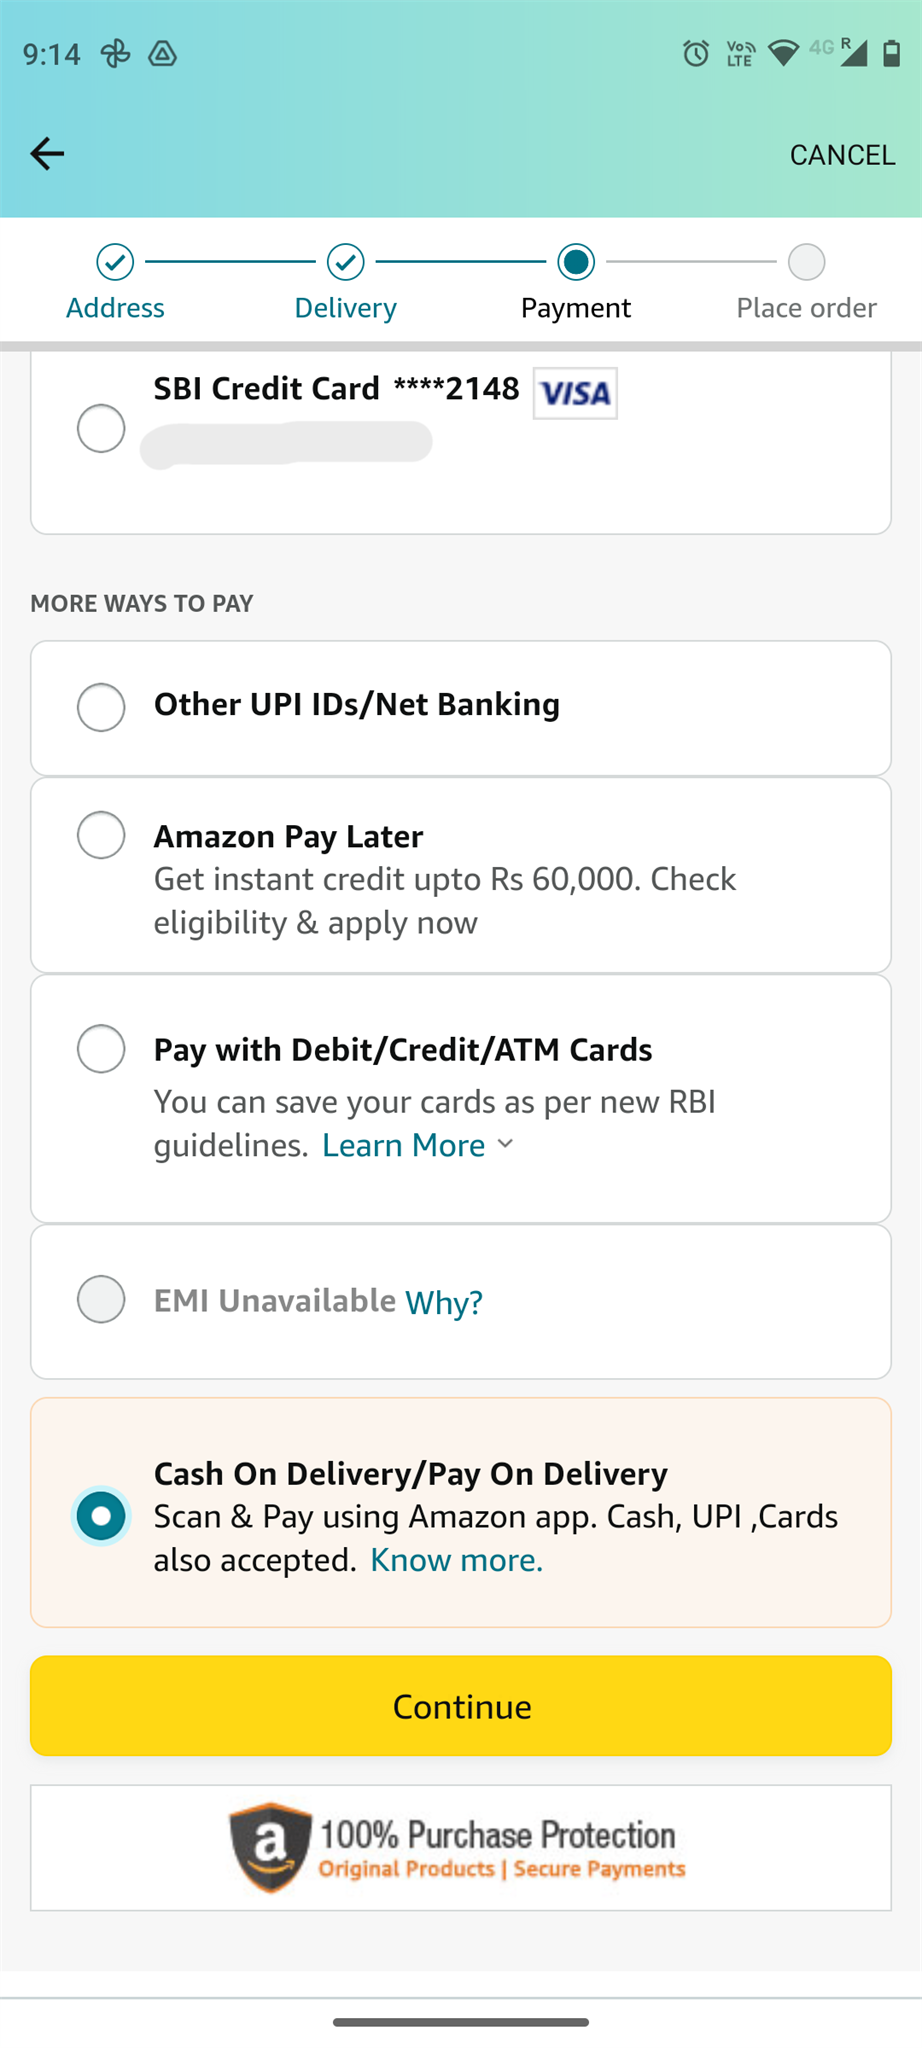 9:14
Vo LTE 4G R
CANCEL
Address Delivery Payment Place order
SBI Credit Card ****2148 VISA
MORE WAYS TO PAY
Other UPI IDs/Net Banking
Amazon Pay Later
Get instant credit upto Rs 60,000. Check
eligibility & apply now
Pay with Debit/Credit/ATM Cards
You can save your cards as per new RBI
guidelines. Learn More
EMI Unavailable Why?
Cash On Delivery/Pay On Delivery
Scan & Pay using Amazon app. Cash, UPI ,Cards
also accepted. Know more.
Continue
a 100% Purchase Protection
Original Products | Secure Payments